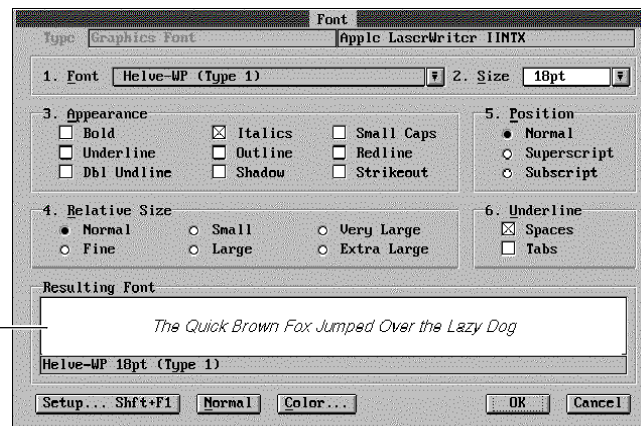 Font
Type Graphics Font Apple LaserWriter IINTX
1. Font Helve-WP (Type 1) 2. Size 18pt
3. Appearance
Bold Italics Small Caps
Underline Outline Redline
Dbl Undline Shadow Strikeout
5. Position
Normal
Superscript
Subscript
4. Relative Size
Normal Small Very Large
Fine Large Extra Large
6. Underline
Spaces
Tabs
Resulting Font
The Quick Brown Fox Jumped Over the Lazy Dog
Helve-WP 18pt (Type 1)
Setup... Shft+F1 Normal Color... OK Cancel